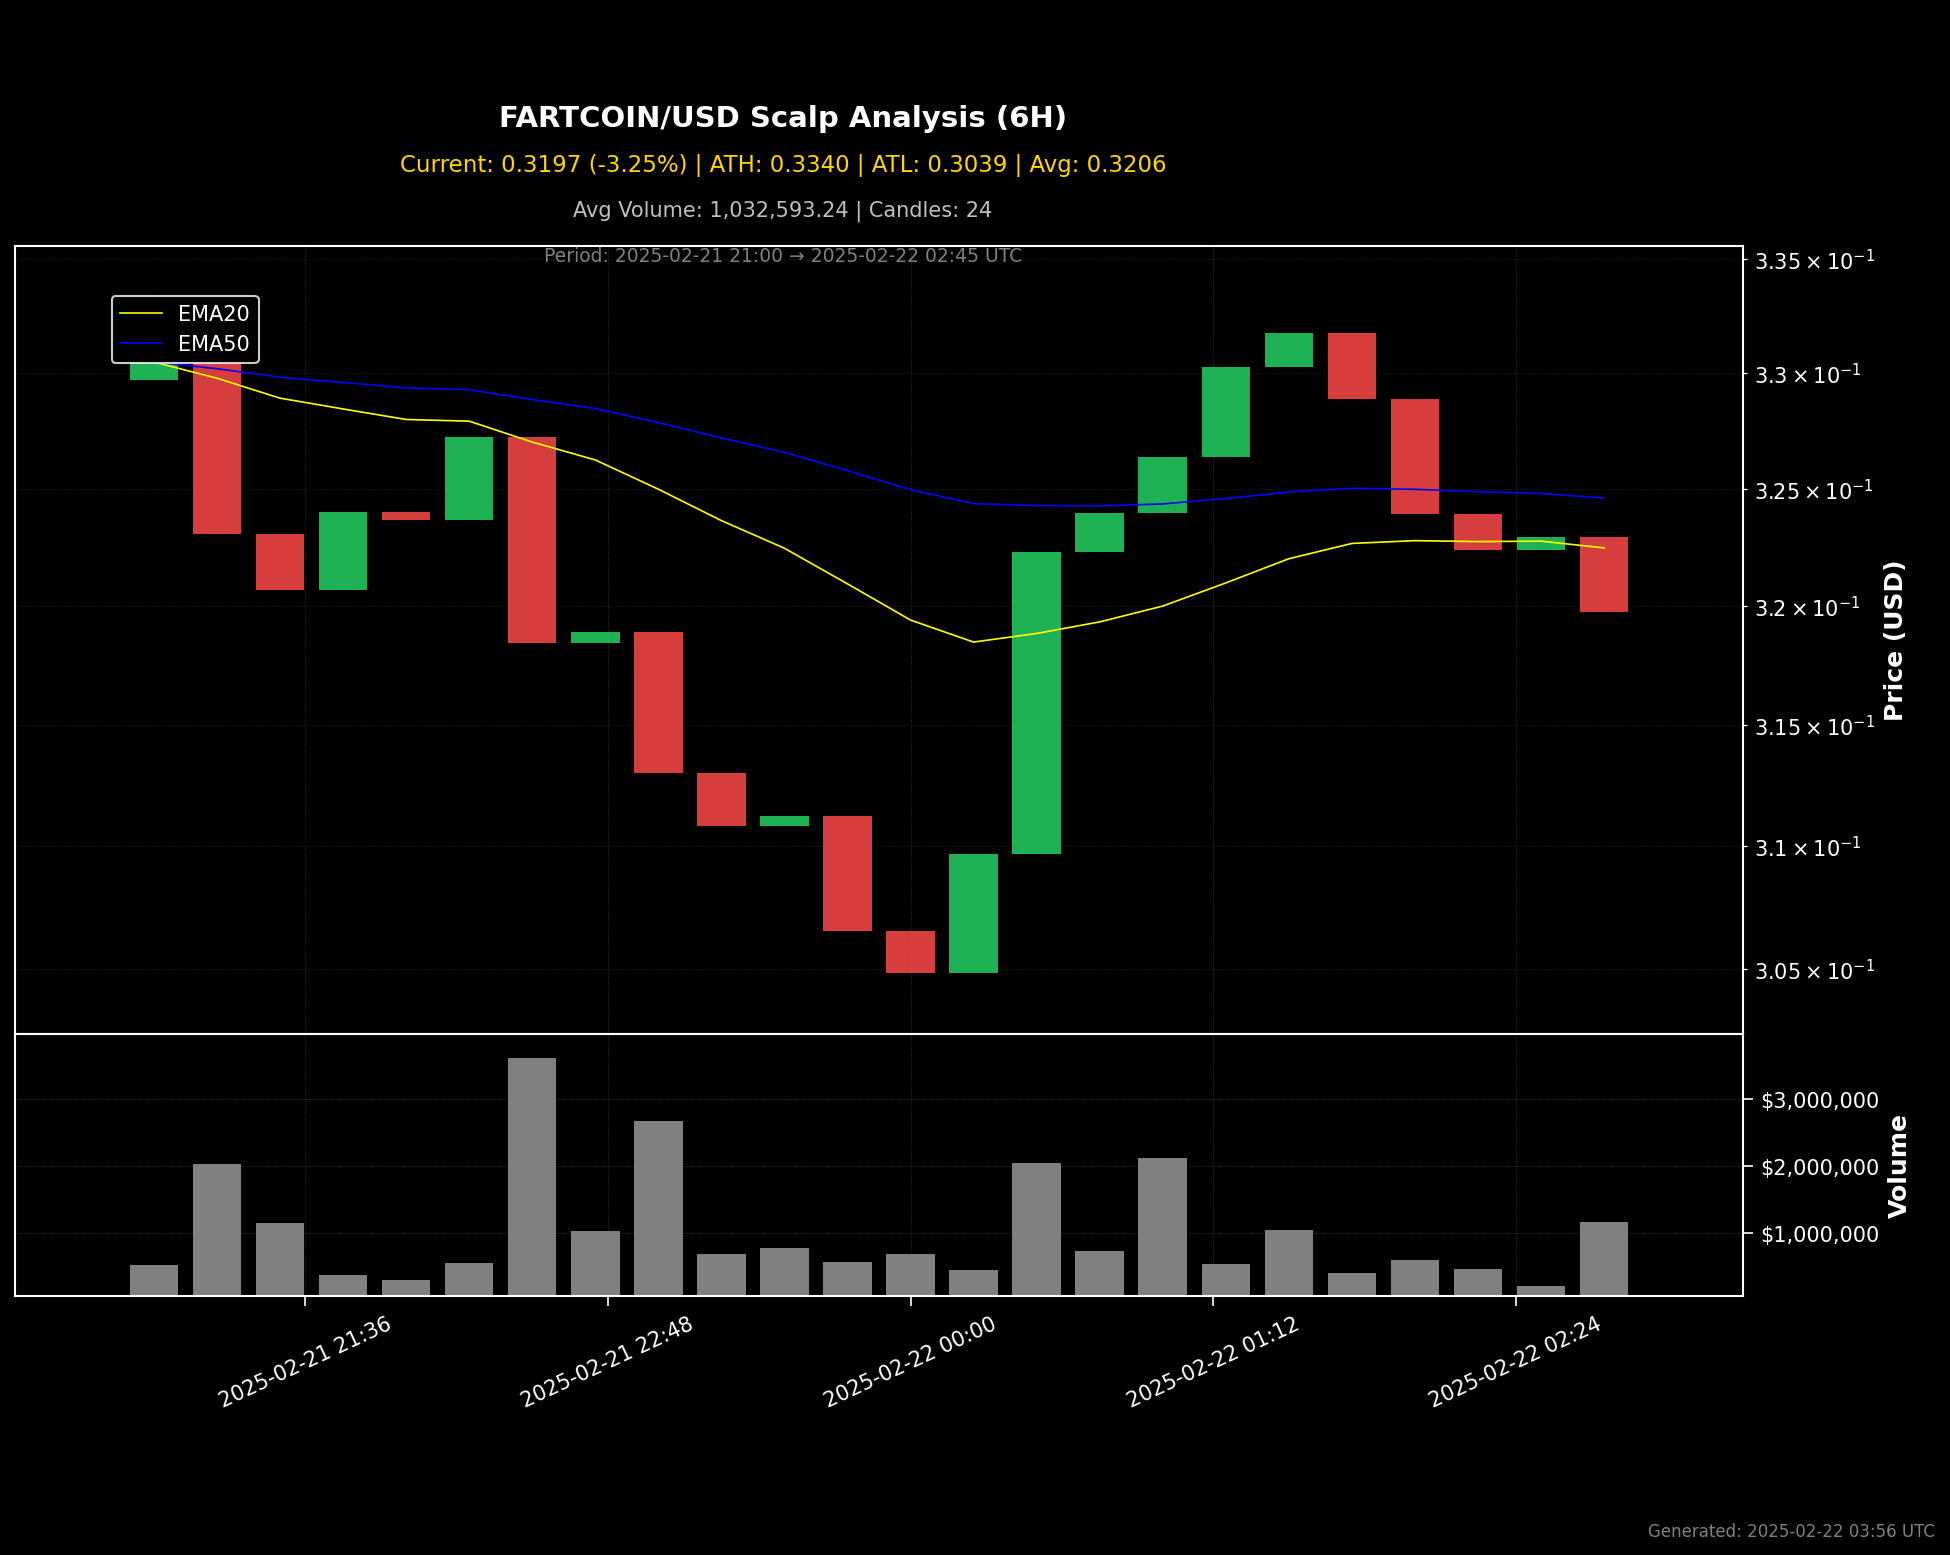 FARTCOIN/USD Scalp Analysis (6H)
Current: 0.3197 (-3.25%) | ATH: 0.3340 | ATL: 0.3039 | Avg: 0.3206
Avg Volume: 1,032,593.24 | Candles: 24
Period: 2025-02-21 21:00 → 2025-02-22 02:45 UTC
EMA20
EMA50
3.35 × 10⁻¹
3.3 × 10⁻¹
3.25 × 10⁻¹
3.2 × 10⁻¹
3.15 × 10⁻¹
3.1 × 10⁻¹
3.05 × 10⁻¹
Price (USD)
$3,000,000
$2,000,000
$1,000,000
Volume
2025-02-21 21:36
2025-02-21 22:48
2025-02-22 00:00
2025-02-22 01:12
2025-02-22 02:24
Generated: 2025-02-22 03:56 UTC